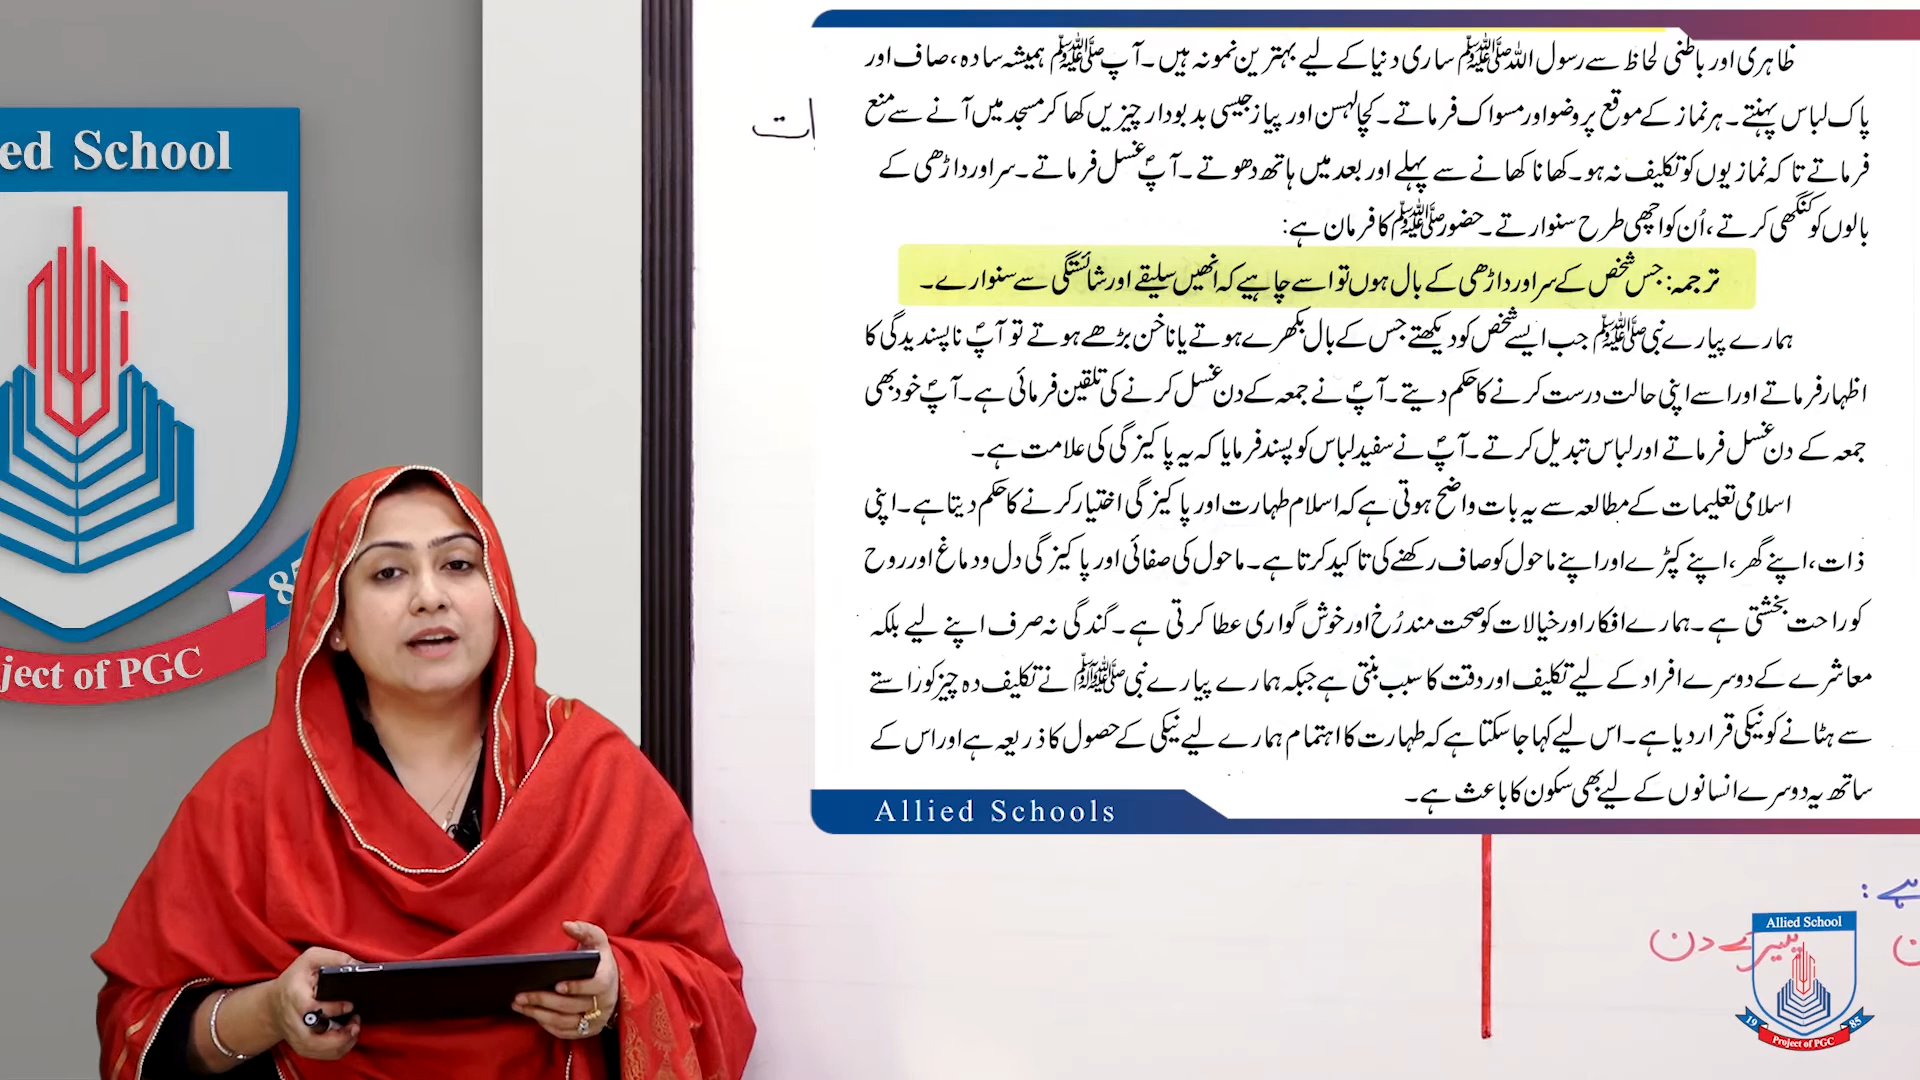 ed School
ject of PGC
ظاہری اور باطنی لحاظ سے رسول اللہ ﷺ ساری دنیا کے لیے بہترین نمونہ ہیں۔ آپ ﷺ ہمیشہ سادہ، صاف اور
پاک لباس پہنتے۔ ہر نماز کے موقع پر وضو اور مسواک فرماتے۔ کچا لہسن اور پیاز جیسی بدبودار چیزیں کھا کر مسجد میں آنے سے منع
فرماتے تا کہ نمازیوں کو تکلیف نہ ہو۔ کھانا کھانے سے پہلے اور بعد میں ہاتھ دھوتے۔ آپؐ غسل فرماتے۔ سر اور داڑھی کے
بالوں کو کنگھی کرتے، اُن کو اچھی طرح سنوارتے۔ حضور ﷺ کا فرمان ہے:
ترجمہ: جس شخص کے سر اور داڑھی کے بال ہوں تو اسے چاہیے کہ انھیں سلیقے اور شائستگی سے سنوارے۔
ہمارے پیارے نبی ﷺ جب ایسے شخص کو دیکھتے جس کے بال بکھرے ہوتے یا ناخن بڑھے ہوتے تو آپؐ ناپسندیدگی کا
اظہار فرماتے اور اسے اپنی حالت درست کرنے کا حکم دیتے۔ آپؐ نے جمعہ کے دن غسل کرنے کی تلقین فرمائی ہے۔ آپؐ خود بھی
جمعہ کے دن غسل فرماتے اور لباس تبدیل کرتے۔ آپؐ نے سفید لباس کو پسند فرمایا کہ یہ پاکیزگی کی علامت ہے۔
اسلامی تعلیمات کے مطالعہ سے یہ بات واضح ہوتی ہے کہ اسلام طہارت اور پاکیزگی اختیار کرنے کا حکم دیتا ہے۔ اپنی
ذات، اپنے گھر، اپنے کپڑے اور اپنے ماحول کو صاف رکھنے کی تاکید کرتا ہے۔ ماحول کی صفائی اور پاکیزگی دل و دماغ اور روح
کو راحت بخشتی ہے۔ ہمارے افکار اور خیالات کو صحت مند رُخ اور خوش گواری عطا کرتی ہے۔ گندگی نہ صرف اپنے لیے بلکہ
معاشرے کے دوسرے افراد کے لیے تکلیف اور دقت کا سبب بنتی ہے جبکہ ہمارے پیارے نبی ﷺ نے تکلیف دہ چیز کو راستے
سے ہٹانے کو نیکی قرار دیا ہے۔ اس لیے کہا جا سکتا ہے کہ طہارت کا اہتمام ہمارے لیے نیکی کے حصول کا ذریعہ ہے اور اس کے
ساتھ یہ دوسرے انسانوں کے لیے بھی سکون کا باعث ہے۔
Allied Schools
ہے:
کے دن
Allied School
19 85
Project of PGC